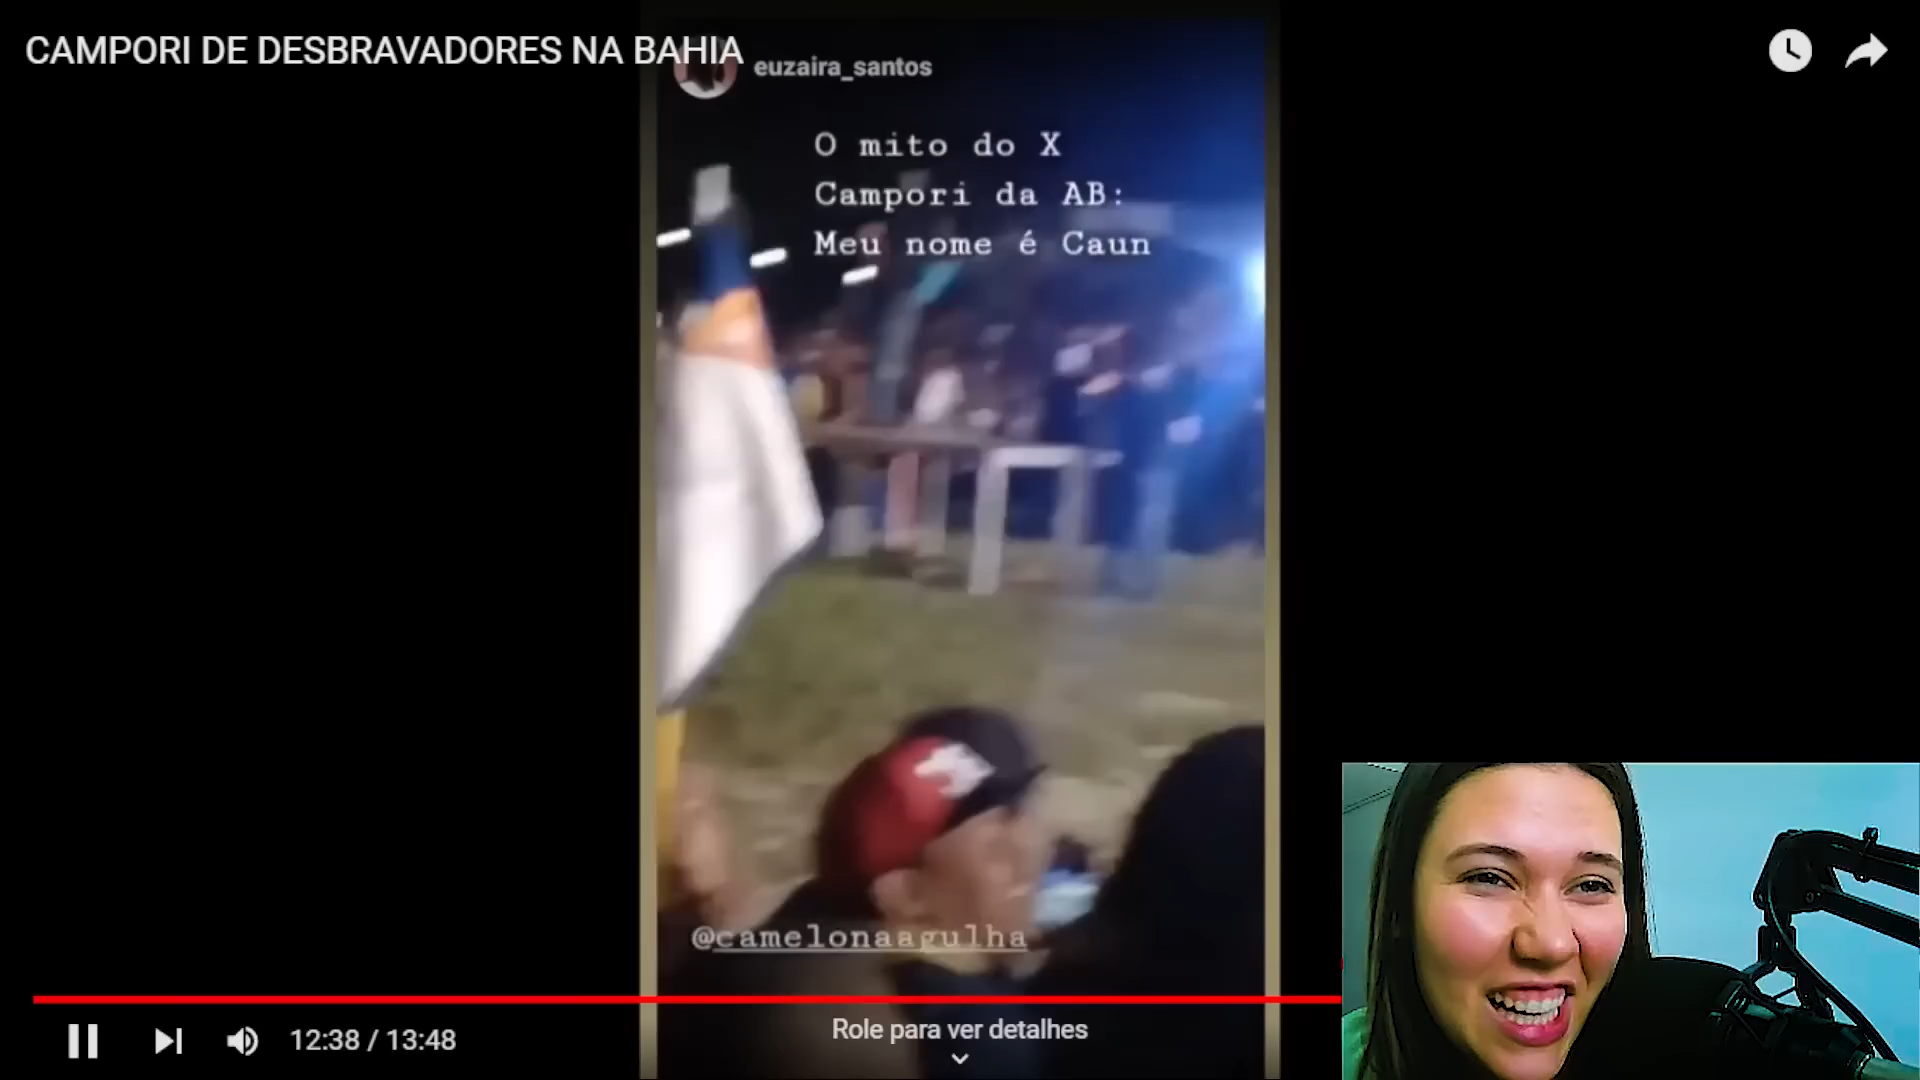 CAMPORI DE DESBRAVADORES NA BAHIA
euzaira_santos
O mito do X
Campori da AB:
Meu nome é Caun
@camelonaagulha
Role para ver detalhes
12:38 / 13:48